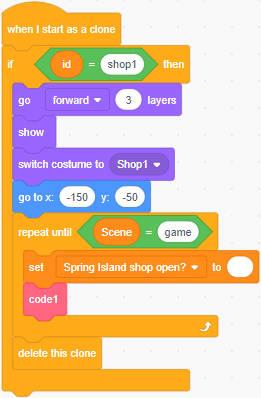 when I start as a clone
if id = shop1 then
go forward 3 layers
show
switch costume to Shop1
go to x: -150 y: -50
repeat until Scene = game
set Spring Island shop open? to
code1
delete this clone